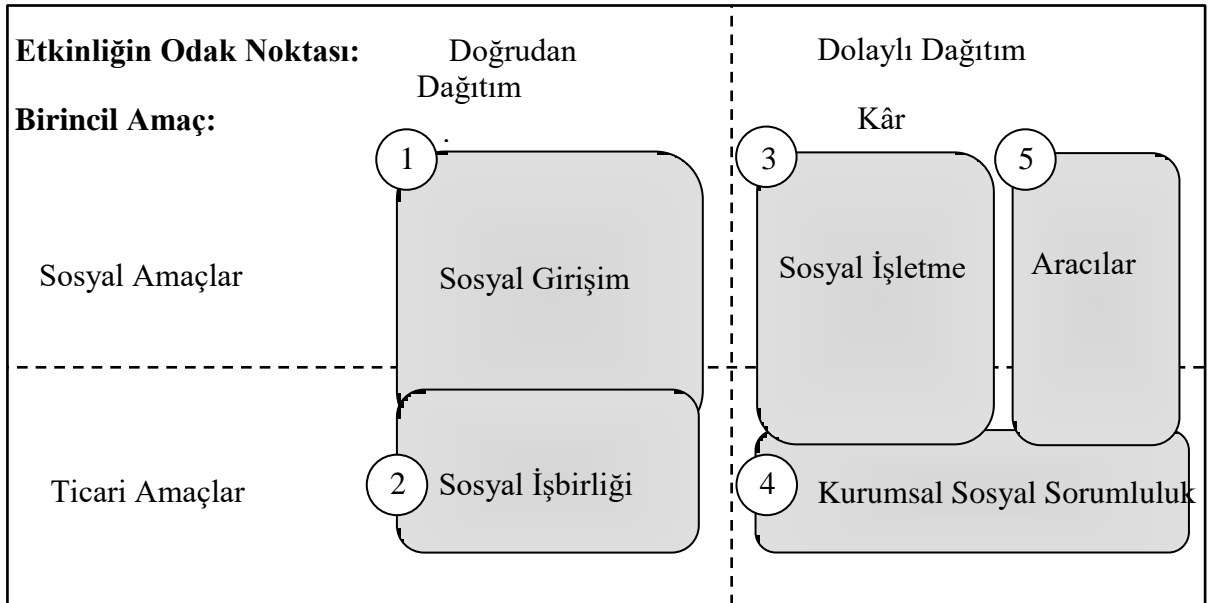 Etkinliğin Odak Noktası: Doğrudan Dağıtım Dolaylı Dağıtım
Birincil Amaç: Kâr
1 3 5
Sosyal Amaçlar Sosyal Girişim Sosyal İşletme Aracılar
Ticari Amaçlar 2 Sosyal İşbirliği 4 Kurumsal Sosyal Sorumluluk